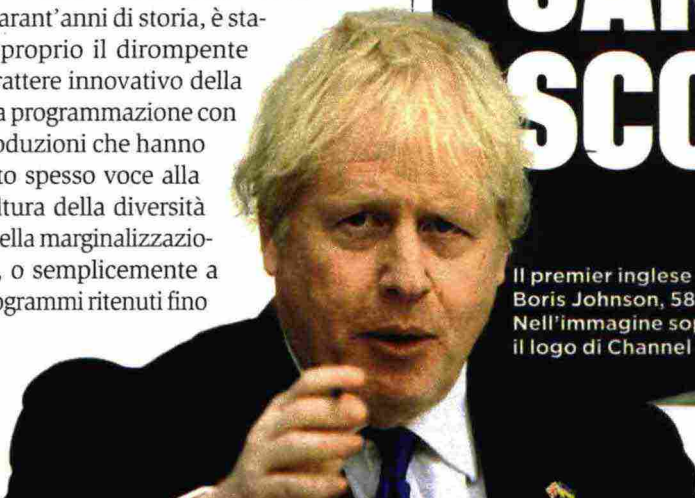 arant'anni di storia, è sta-
proprio il dirompente
rattere innovativo della
a programmazione con
oduzioni che hanno
to spesso voce alla
ltura della diversità
ella marginalizzazio-
, o semplicemente a
ogrammi ritenuti fino
SCO
Il premier inglese
Boris Johnson, 58
Nell'immagine sop
il logo di Channel